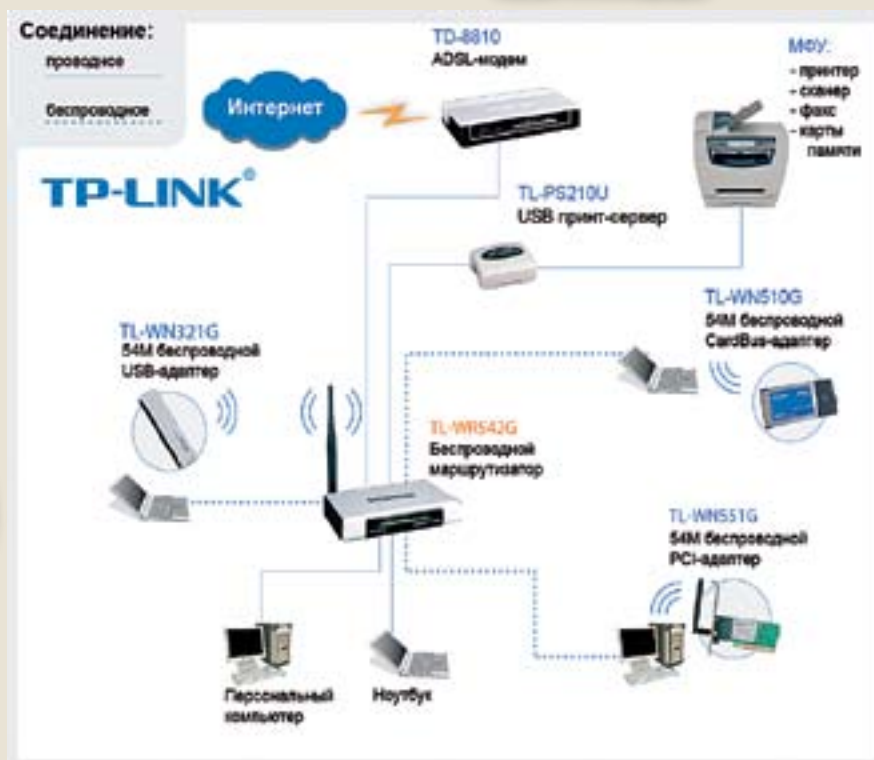 Соединение:
проводное
беспроводное
Интернет
TD-8810
ADSL-модем
МФУ:
- принтер
- сканер
- факс
- карты
памяти
TP-LINK®
TL-PS210U
USB принт-сервер
TL-WN510G
54M беспроводной
CardBus-адаптер
TL-WN321G
54M беспроводной
USB-адаптер
TL-WR542G
Беспроводной
маршрутизатор
TL-WN551G
54M беспроводной
PCI-адаптер
Персональный
компьютер
Ноутбук